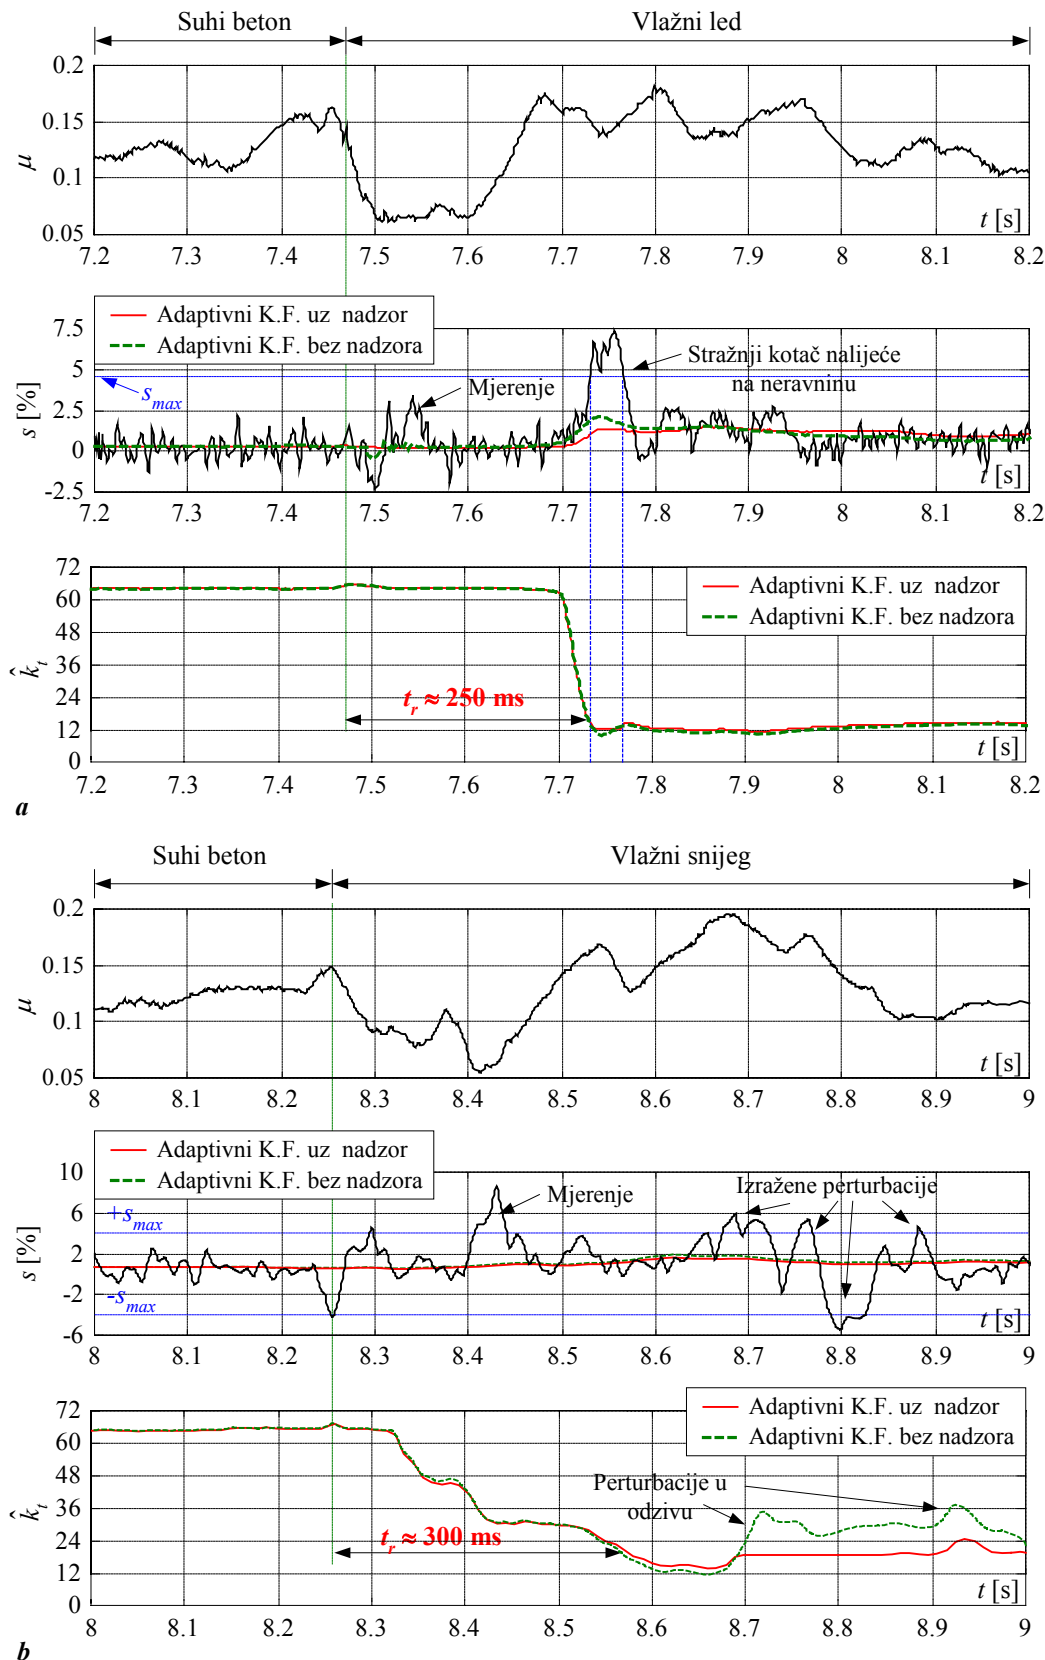 Suhi beton Vlažni led
0.2
0.15
0.1
0.05
μ
t [s]
7.2 7.3 7.4 7.5 7.6 7.7 7.8 7.9 8 8.1 8.2
Adaptivni K.F. uz nadzor
Adaptivni K.F. bez nadzora
7.5
5
2.5
0
-2.5
s [%]
s_max
Mjerenje
Stražnji kotač nalijeće
na neravninu
t [s]
7.2 7.3 7.4 7.5 7.6 7.7 7.8 7.9 8 8.1 8.2
72
60
48
36
24
12
0
k̂_t
Adaptivni K.F. uz nadzor
Adaptivni K.F. bez nadzora
t_r ≈ 250 ms
t [s]
7.2 7.3 7.4 7.5 7.6 7.7 7.8 7.9 8 8.1 8.2
a
Suhi beton Vlažni snijeg
0.2
0.15
0.1
0.05
μ
t [s]
8 8.1 8.2 8.3 8.4 8.5 8.6 8.7 8.8 8.9 9
Adaptivni K.F. uz nadzor
Adaptivni K.F. bez nadzora
10
6
2
-2
-6
s [%]
+s_max
-s_max
Mjerenje
Izražene perturbacije
t [s]
8 8.1 8.2 8.3 8.4 8.5 8.6 8.7 8.8 8.9 9
72
60
48
36
24
12
0
k̂_t
Adaptivni K.F. uz nadzor
Adaptivni K.F. bez nadzora
Perturbacije u
odzivu
t_r ≈ 300 ms
t [s]
8 8.1 8.2 8.3 8.4 8.5 8.6 8.7 8.8 8.9 9
b